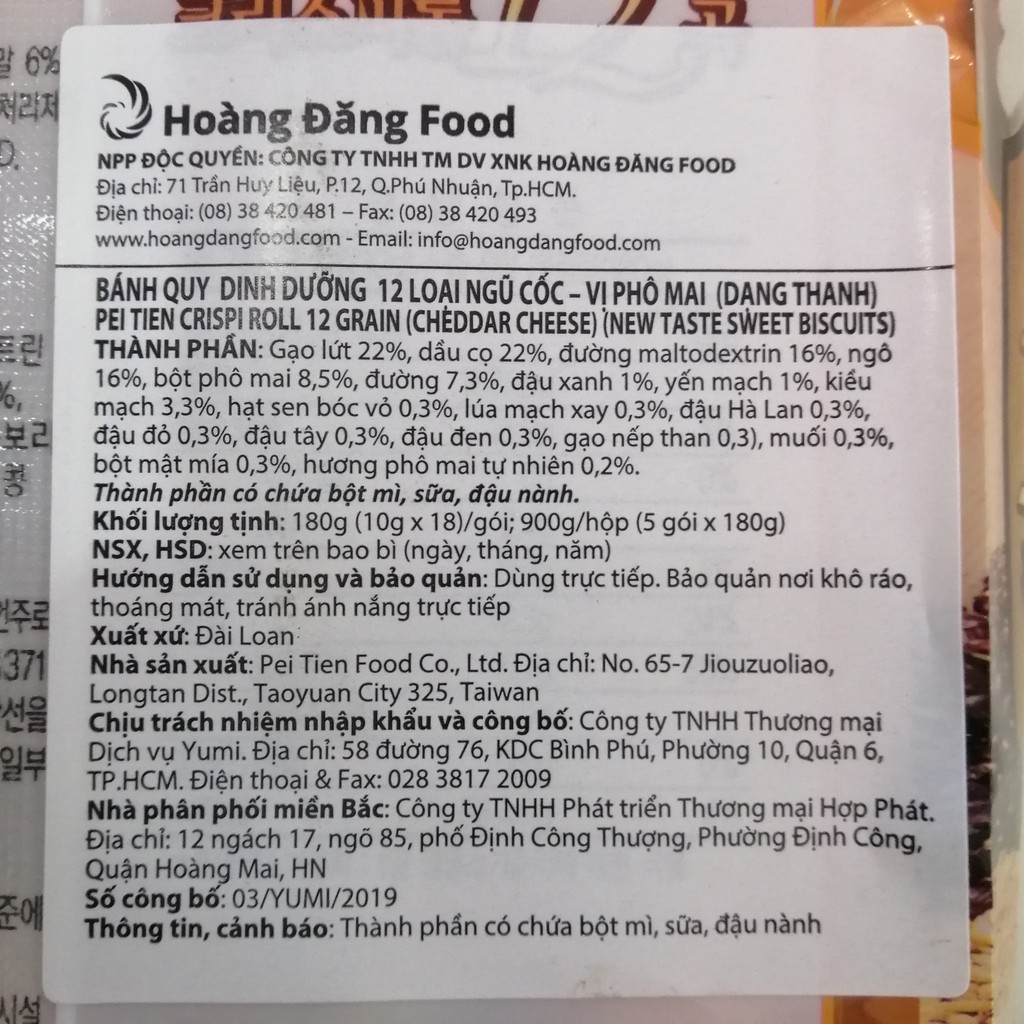 Hoàng Đăng Food
NPP ĐỘC QUYỀN: CÔNG TY TNHH TM DV XNK HOÀNG ĐĂNG FOOD
Địa chỉ: 71 Trần Huy Liệu, P.12, Q.Phú Nhuận, Tp.HCM.
Điện thoại: (08) 38 420 481 – Fax: (08) 38 420 493
www.hoangdangfood.com - Email: info@hoangdangfood.com
BÁNH QUY DINH DƯỠNG 12 LOẠI NGŨ CỐC – VỊ PHÔ MAI (DẠNG THANH)
PEI TIEN CRISPI ROLL 12 GRAIN (CHEDDAR CHEESE) (NEW TASTE SWEET BISCUITS)
THÀNH PHẦN: Gạo lứt 22%, dầu cọ 22%, đường maltodextrin 16%, ngô
16%, bột phô mai 8,5%, đường 7,3%, đậu xanh 1%, yến mạch 1%, kiều
mạch 3,3%, hạt sen bóc vỏ 0,3%, lúa mạch xay 0,3%, đậu Hà Lan 0,3%,
đậu đỏ 0,3%, đậu tây 0,3%, đậu đen 0,3%, gạo nếp than 0,3), muối 0,3%,
bột mật mía 0,3%, hương phô mai tự nhiên 0,2%.
Thành phần có chứa bột mì, sữa, đậu nành.
Khối lượng tịnh: 180g (10g x 18)/gói; 900g/hộp (5 gói x 180g)
NSX, HSD: xem trên bao bì (ngày, tháng, năm)
Hướng dẫn sử dụng và bảo quản: Dùng trực tiếp. Bảo quản nơi khô ráo,
thoáng mát, tránh ánh nắng trực tiếp
Xuất xứ: Đài Loan
Nhà sản xuất: Pei Tien Food Co., Ltd. Địa chỉ: No. 65-7 Jiouzuoliao,
Longtan Dist., Taoyuan City 325, Taiwan
Chịu trách nhiệm nhập khẩu và công bố: Công ty TNHH Thương mại
Dịch vụ Yumi. Địa chỉ: 58 đường 76, KDC Bình Phú, Phường 10, Quận 6,
TP.HCM. Điện thoại & Fax: 028 3817 2009
Nhà phân phối miền Bắc: Công ty TNHH Phát triển Thương mại Hợp Phát.
Địa chỉ: 12 ngách 17, ngõ 85, phố Định Công Thượng, Phường Định Công,
Quận Hoàng Mai, HN
Số công bố: 03/YUMI/2019
Thông tin, cảnh báo: Thành phần có chứa bột mì, sữa, đậu nành